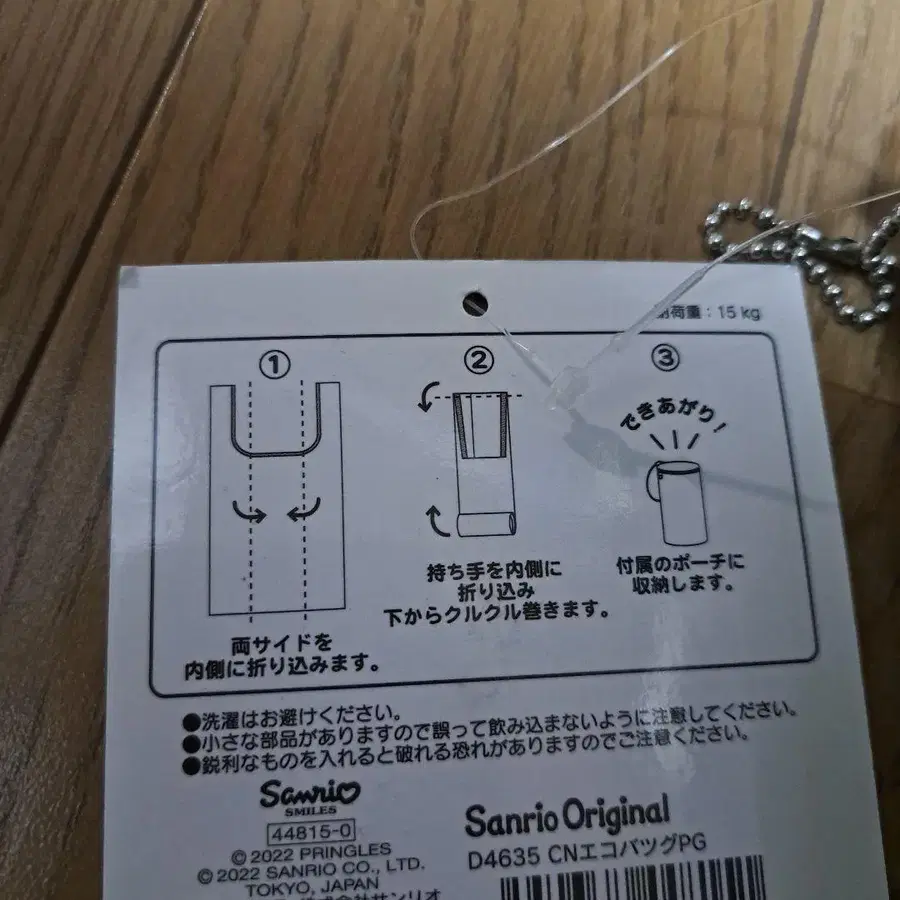 耐荷重：15 kg
①
両サイドを
内側に折り込みます。
②
持ち手を内側に
折り込み
下からクルクル巻きます。
③
できあがり!
付属のポーチに
収納します。
●洗濯はお避けください。
●小さな部品がありますので誤って飲み込まないように注意してください。
●鋭利なものを入れると破れる恐れがありますのでご注意ください。
Sanrio
SMILES
44815-0
© 2022 PRINGLES
© 2022 SANRIO CO., LTD.
TOKYO, JAPAN
Sanrio Original
D4635 CNエコバッグPG